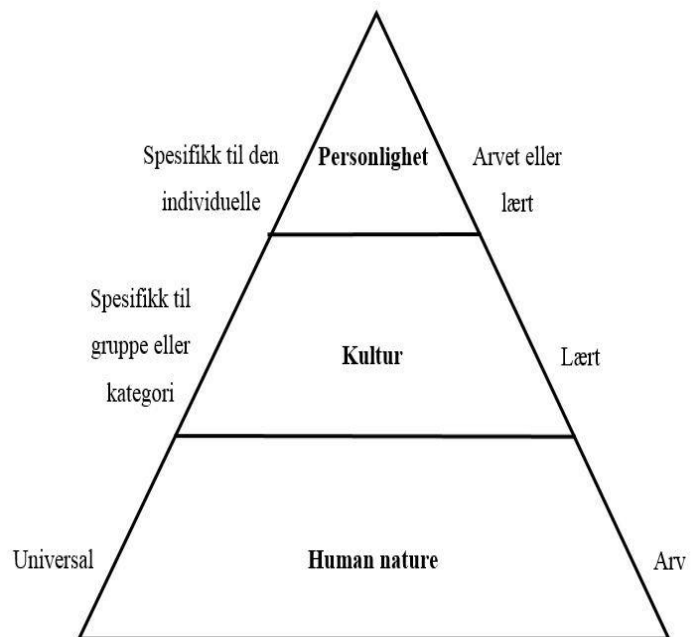 Spesifikk til den
individuelle
Personlighet
Arvet eller
lært
Spesifikk til
gruppe eller
kategori
Kultur
Lært
Universal
Human nature
Arv